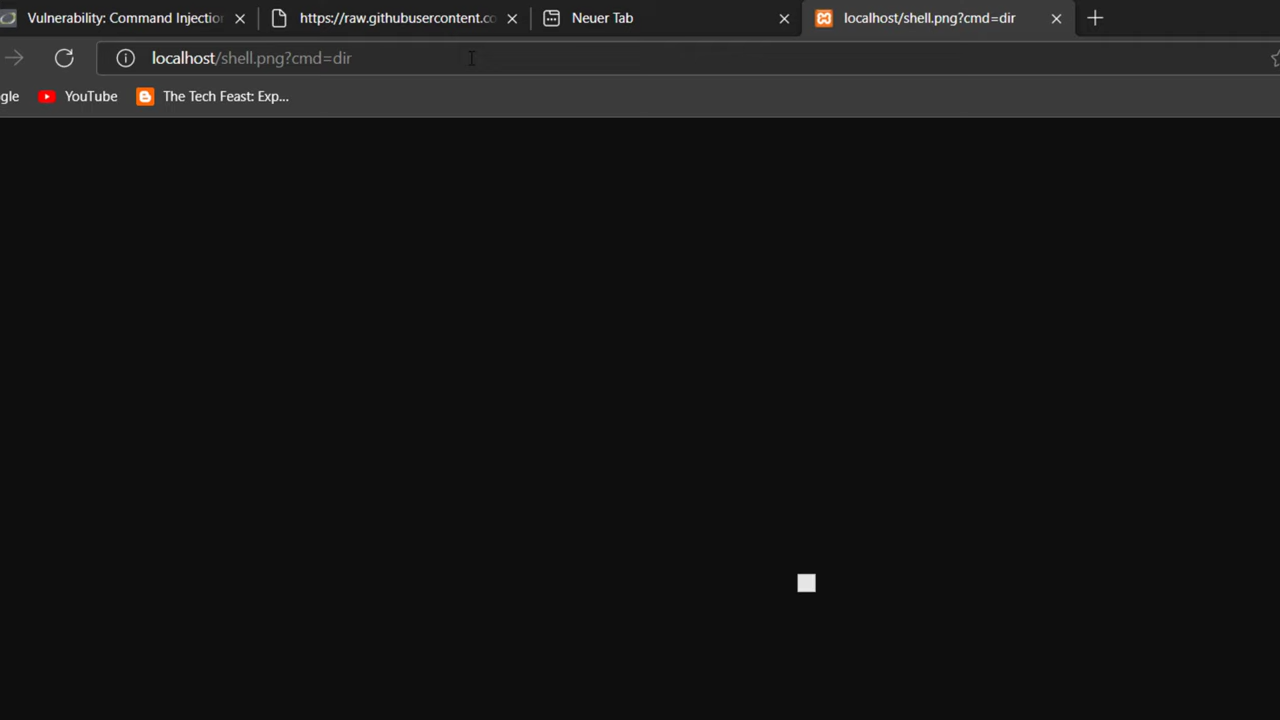 Vulnerability: Command Injectio
https://raw.githubusercontent.co
Neuer Tab
localhost/shell.png?cmd=dir
localhost/shell.png?cmd=dir
gle
YouTube
The Tech Feast: Exp...